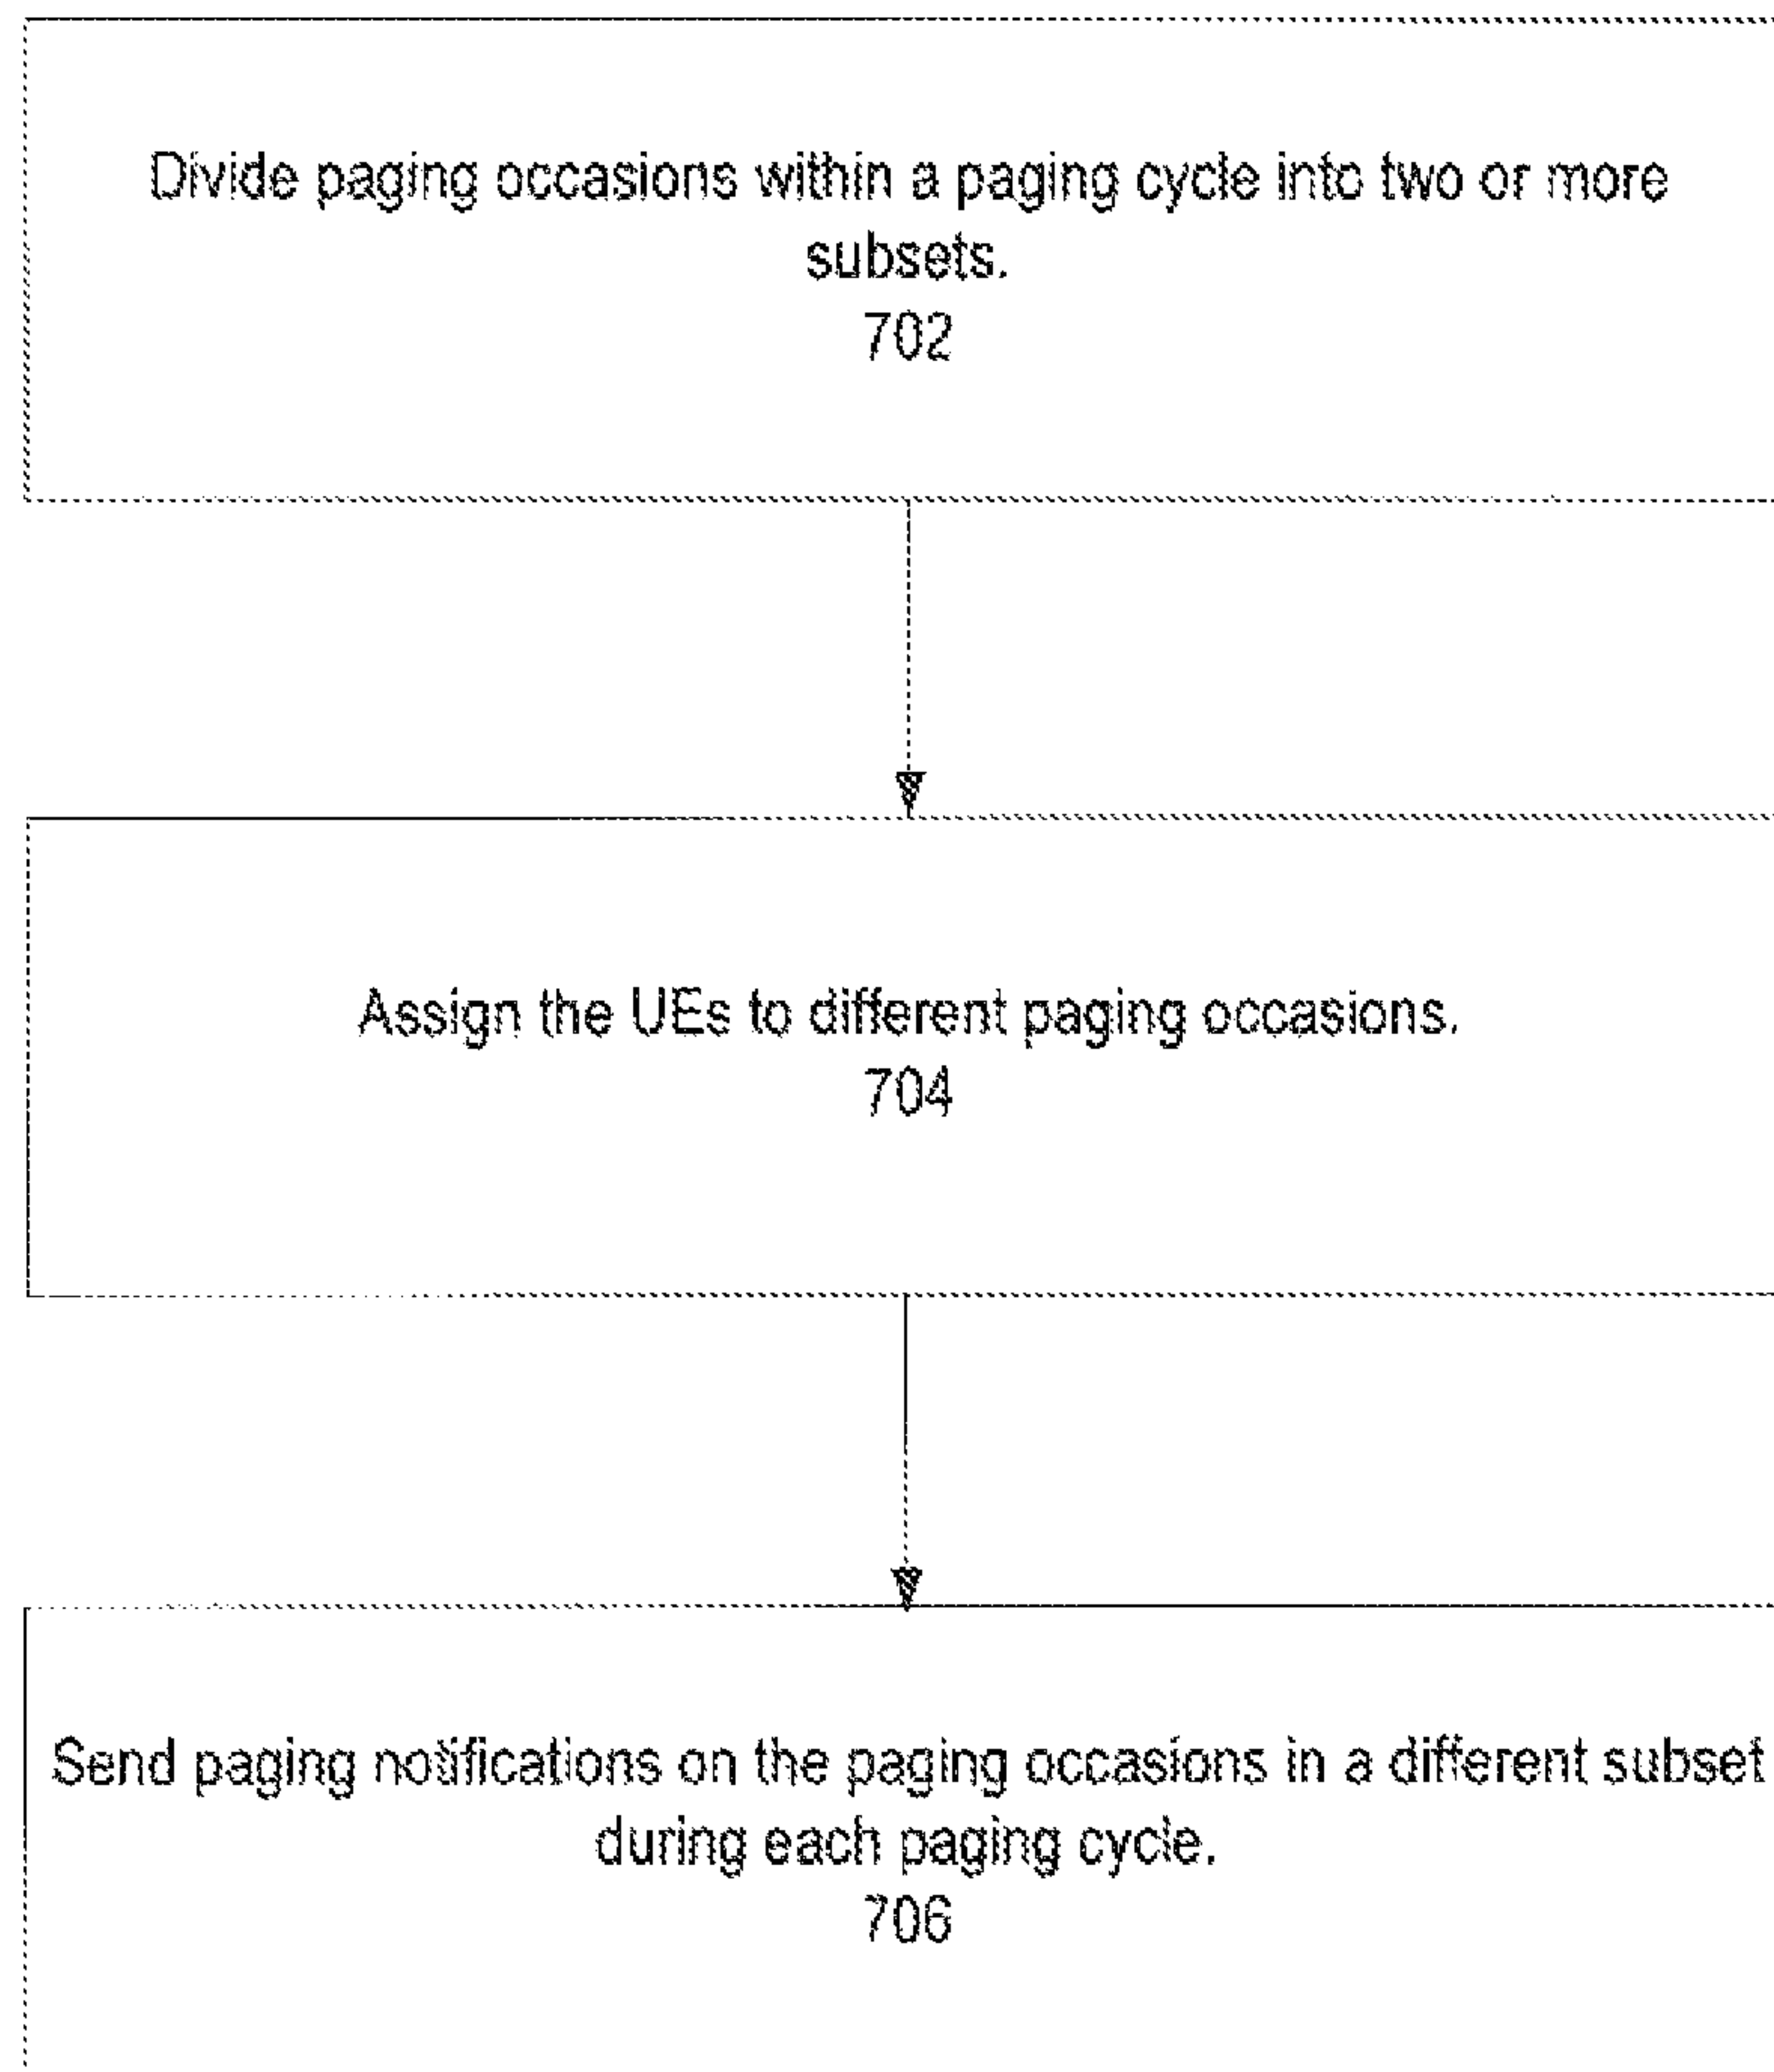 Divide paging occasions within a paging cycle into two or more
subsets.
702
Assign the UEs to different paging occasions.
704
Send paging notifications on the paging occasions in a different subset
during each paging cycle.
706